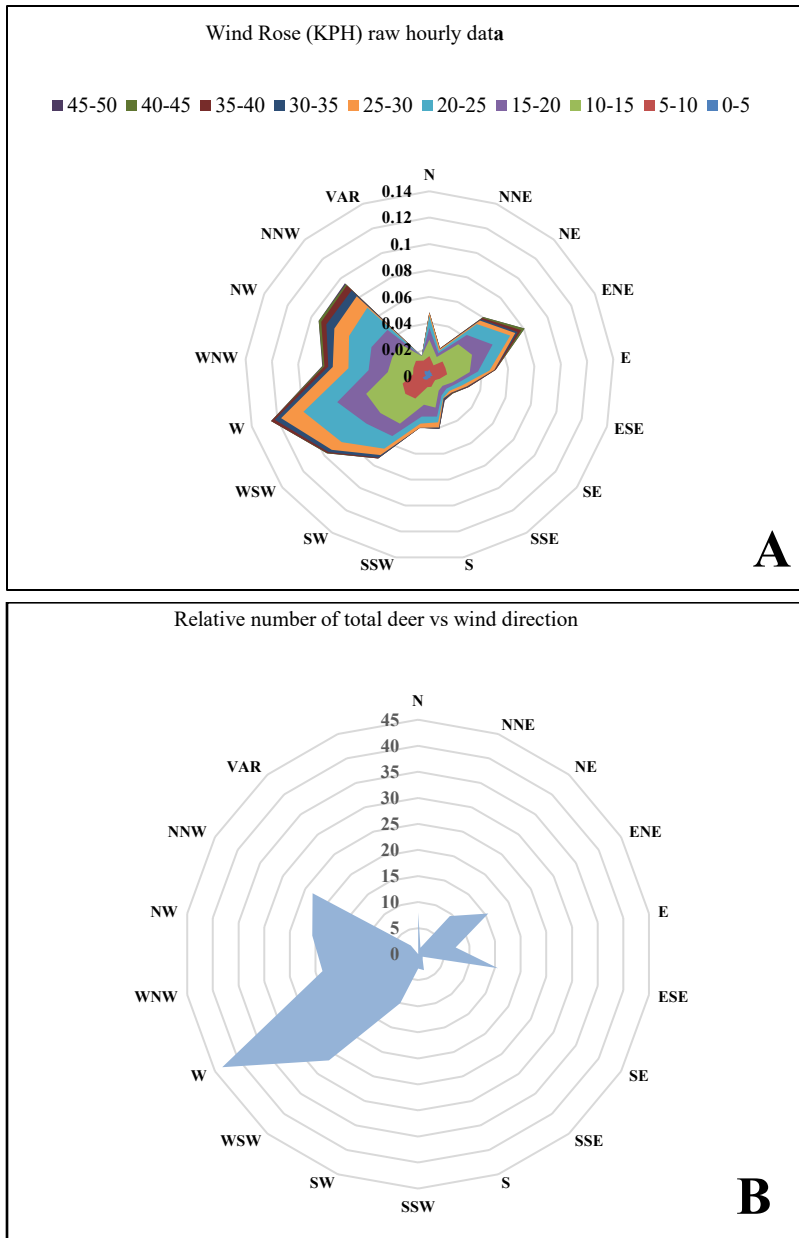 Wind Rose (KPH) raw hourly data
45-50 40-45 35-40 30-35 25-30 20-25 15-20 10-15 5-10 0-5
N
NNE
NE
ENE
E
ESE
SE
SSE
S
SSW
SW
WSW
W
WNW
NW
NNW
VAR
0.14
0.12
0.1
0.08
0.06
0.04
0.02
0
A
Relative number of total deer vs wind direction
N
NNE
NE
ENE
E
ESE
SE
SSE
S
SSW
SW
WSW
W
WNW
NW
NNW
VAR
45
40
35
30
25
20
15
10
5
0
B